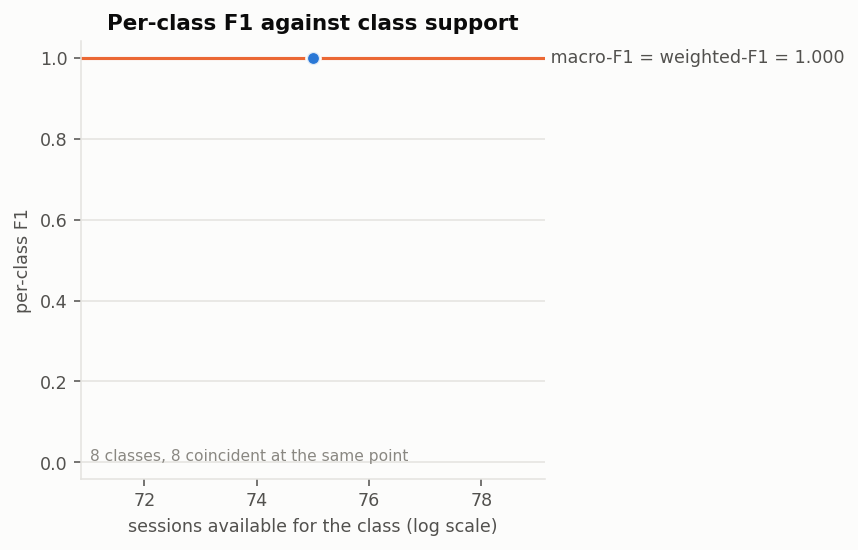 Per-class F1 against class support
macro-F1 = weighted-F1 = 1.000
1.0
0.8
0.6
0.4
0.2
0.0
per-class F1
8 classes, 8 coincident at the same point
72 74 76 78
sessions available for the class (log scale)